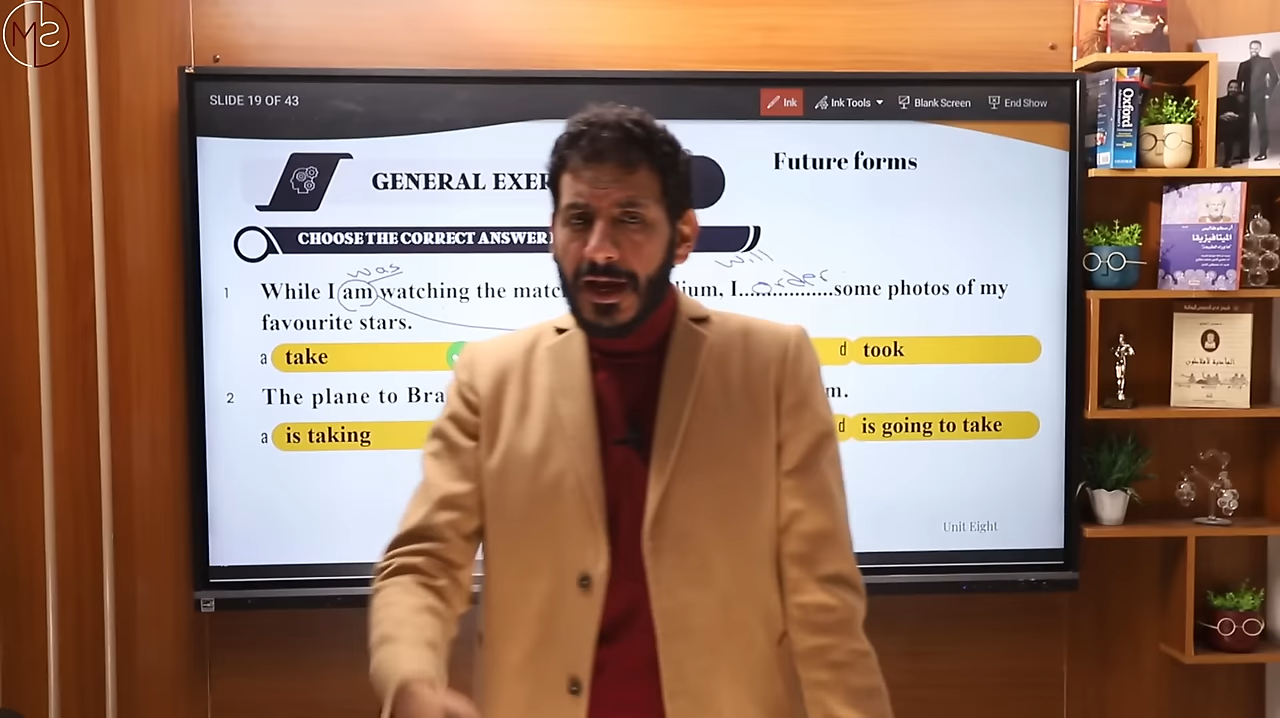 MS
SLIDE 19 OF 43
Ink
Ink Tools
Blank Screen
End Show
Future forms
GENERAL EXER
CHOOSE THE CORRECT ANSWER
was
will
order
1 While I am watching the matc lium, I..................some photos of my
favourite stars.
a take
d took
2 The plane to Bra m.
a is taking
d is going to take
Unit Eight
Oxford
الميتافيزيقا